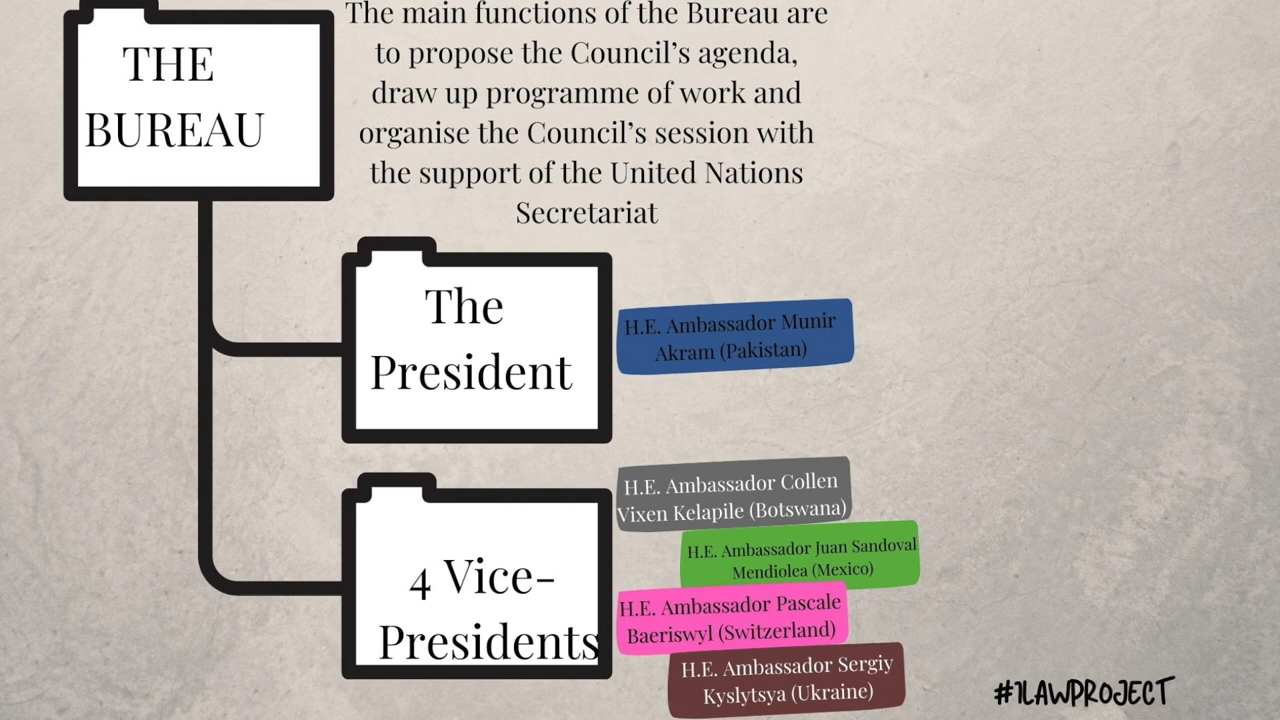 THE
BUREAU
The main functions of the Bureau are
to propose the Council's agenda,
draw up programme of work and
organise the Council's session with
the support of the United Nations
Secretariat
The
President
H.E. Ambassador Munir
Akram (Pakistan)
4 Vice-
Presidents
H.E. Ambassador Collen
Vixen Kelapile (Botswana)
H.E. Ambassador Juan Sandoval
Mendiolea (Mexico)
H.E. Ambassador Pascale
Baeriswyl (Switzerland)
H.E. Ambassador Sergiy
Kyslytsya (Ukraine)
#1LAWPROJECT